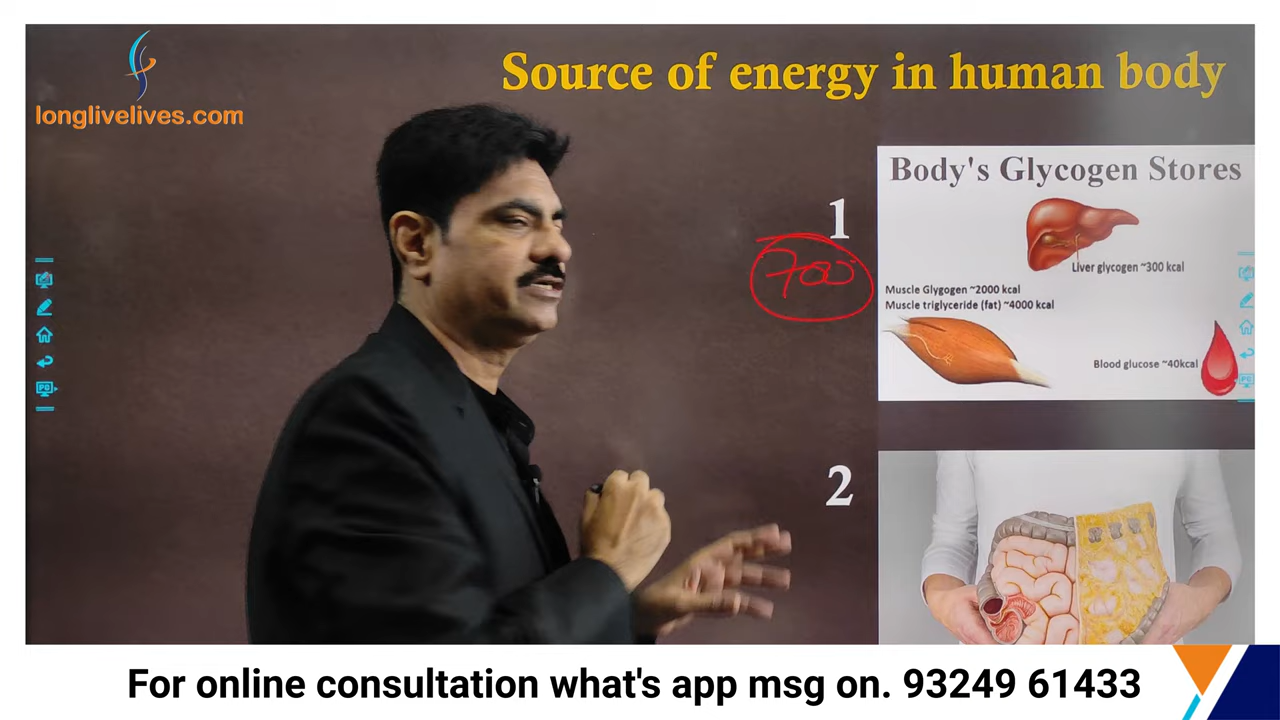 Source of energy in human body
longlivelives.com
Body's Glycogen Stores
1
Liver glycogen ~300 kcal
700
Muscle Glygogen ~2000 kcal
Muscle triglyceride (fat) ~4000 kcal
Blood glucose ~40kcal
2
For online consultation what's app msg on. 93249 61433